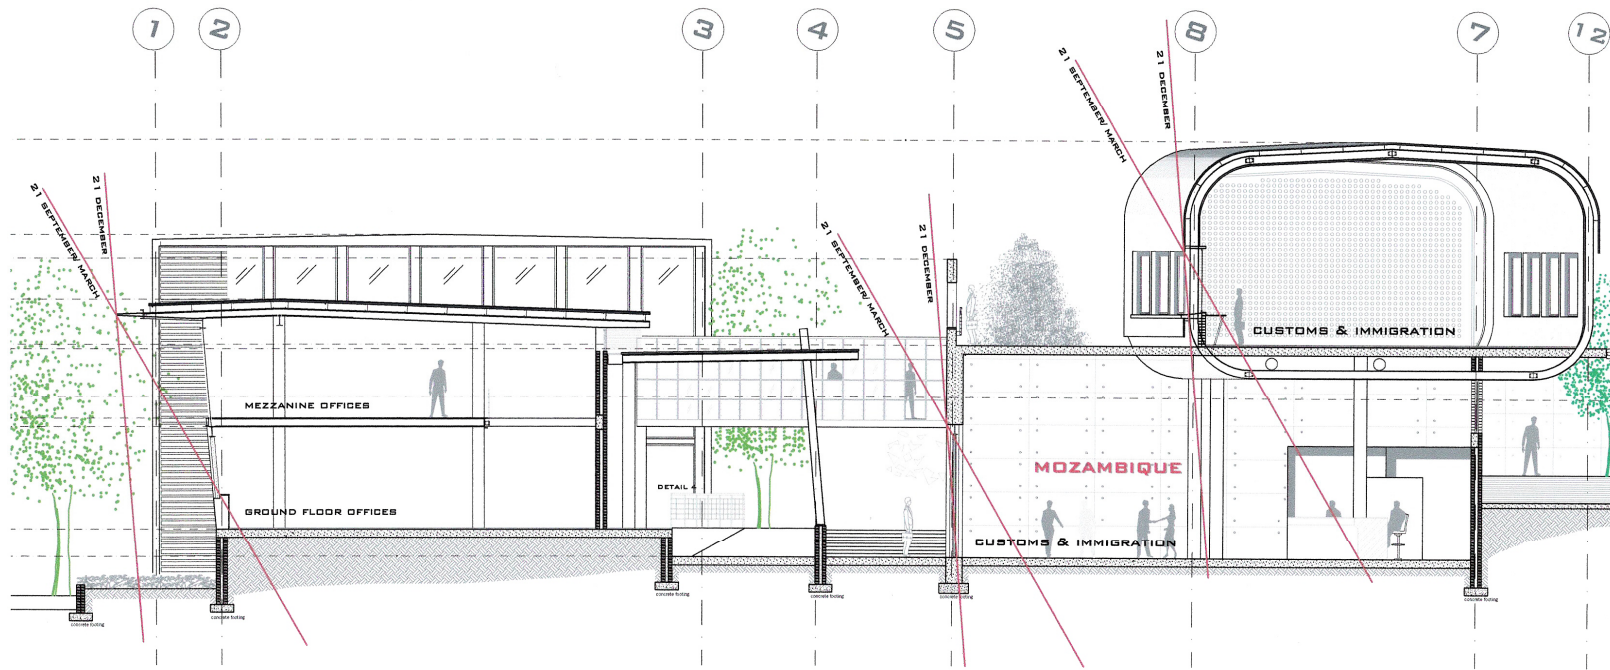 1 2 3 4 5 8 7 12
21 SEPTEMBER/ MARCH
21 DECEMBER
21 SEPTEMBER/ MARCH
21 DECEMBER
21 SEPTEMBER/ MARCH
21 DECEMBER
CUSTOMS & IMMIGRATION
MEZZANINE OFFICES
MOZAMBIQUE
DETAIL 4
GROUND FLOOR OFFICES
CUSTOMS & IMMIGRATION
concrete footing
concrete footing
concrete footing
concrete footing
concrete footing
concrete footing